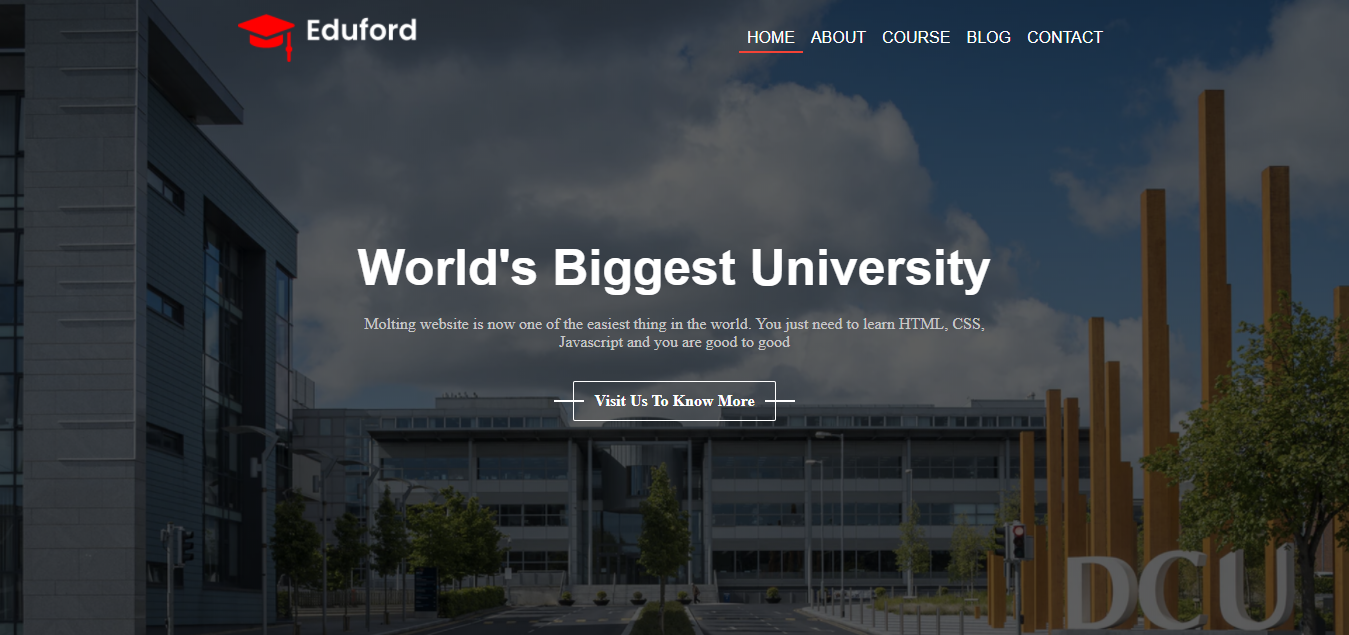 Eduford
HOME ABOUT COURSE BLOG CONTACT
World's Biggest University
Molting website is now one of the easiest thing in the world. You just need to learn HTML, CSS,
Javascript and you are good to good
Visit Us To Know More
DCU